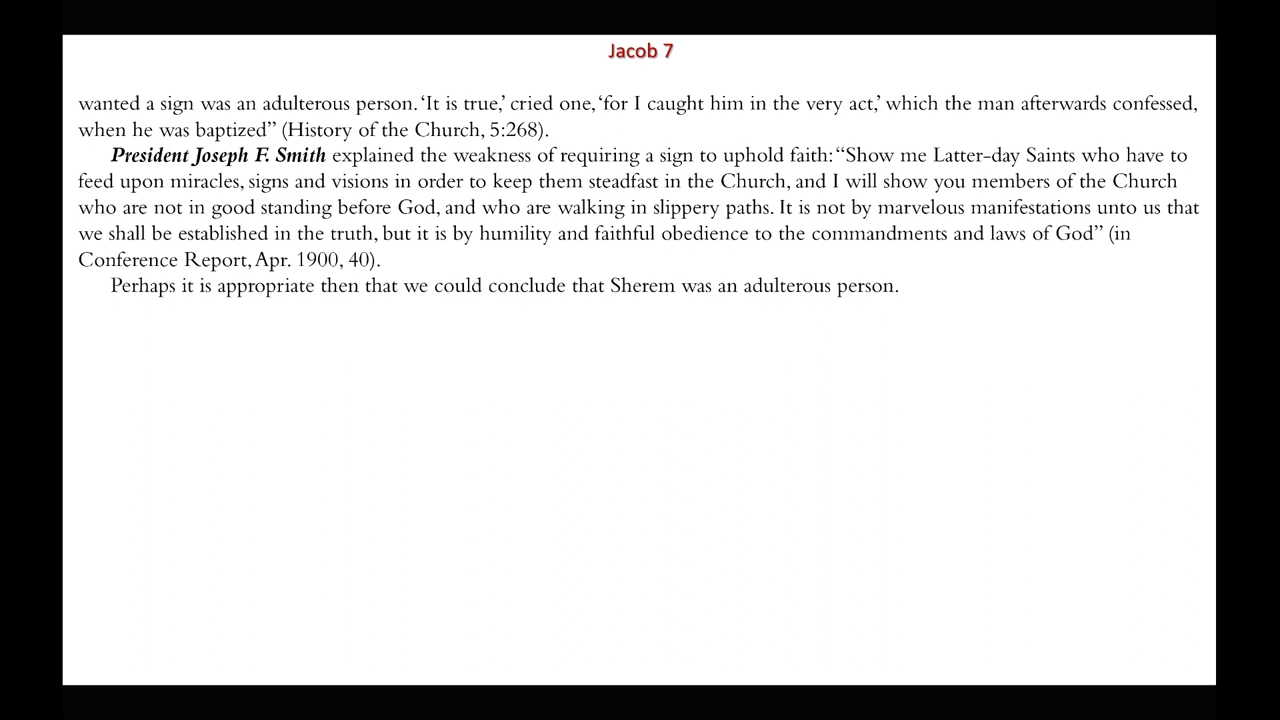 Jacob 7
wanted a sign was an adulterous person. ‘It is true,’ cried one, ‘for I caught him in the very act,’ which the man afterwards confessed,
when he was baptized” (History of the Church, 5:268).
President Joseph F. Smith explained the weakness of requiring a sign to uphold faith: “Show me Latter-day Saints who have to
feed upon miracles, signs and visions in order to keep them steadfast in the Church, and I will show you members of the Church
who are not in good standing before God, and who are walking in slippery paths. It is not by marvelous manifestations unto us that
we shall be established in the truth, but it is by humility and faithful obedience to the commandments and laws of God” (in
Conference Report, Apr. 1900, 40).
Perhaps it is appropriate then that we could conclude that Sherem was an adulterous person.